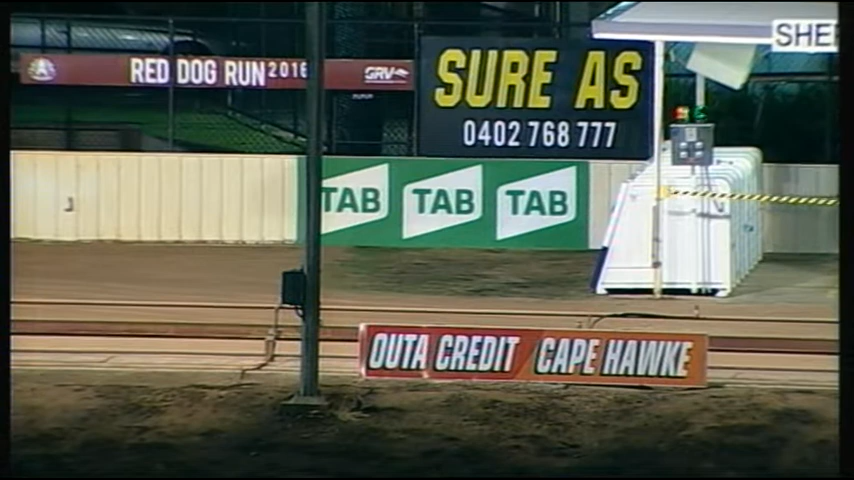 SHE
RED DOG RUN 2016 GRV
SURE AS
0402 768 777
TAB TAB TAB
OUTA CREDIT / CAPE HAWKE